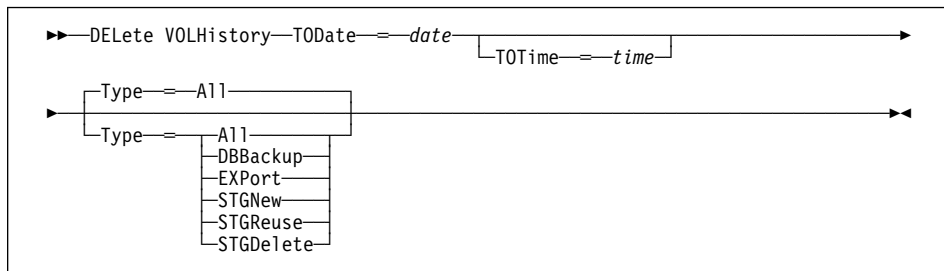 DELete VOLHistory TODate = date
TOTime = time
Type = All
Type = All
DBBackup
EXPort
STGNew
STGReuse
STGDelete